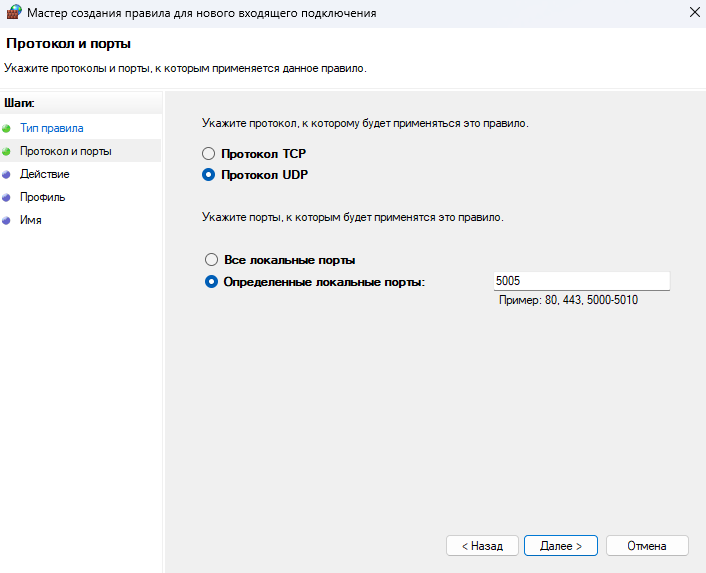 Мастер создания правила для нового входящего подключения
Протокол и порты
Укажите протоколы и порты, к которым применяется данное правило.
Шаги:
Тип правила
Протокол и порты
Действие
Профиль
Имя
Укажите протокол, к которому будет применяться это правило.
Протокол TCP
Протокол UDP
Укажите порты, к которым будет применятся это правило.
Все локальные порты
Определенные локальные порты:
5005
Пример: 80, 443, 5000-5010
< Назад
Далее >
Отмена